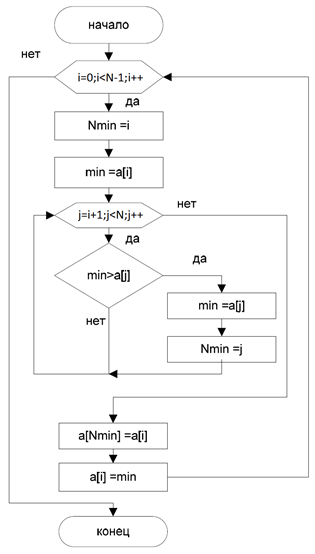 начало
нет
i=0;i<N-1;i++
да
Nmin =i
min =a[i]
j=i+1;j<N;j++
нет
да
min>a[j]
да
нет
min =a[j]
Nmin =j
a[Nmin] =a[i]
a[i] =min
конец